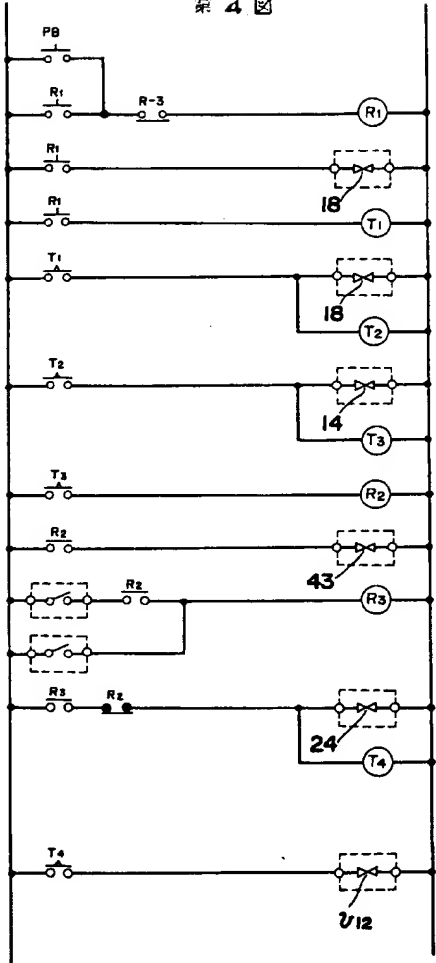 第4図
PB
R1 R-3 R1
R1
18
R1 T1
T1
18
T2
T2
14
T3
T3 R2
R2
43
R2 R3
R3 R2
24
T4
T4
v12